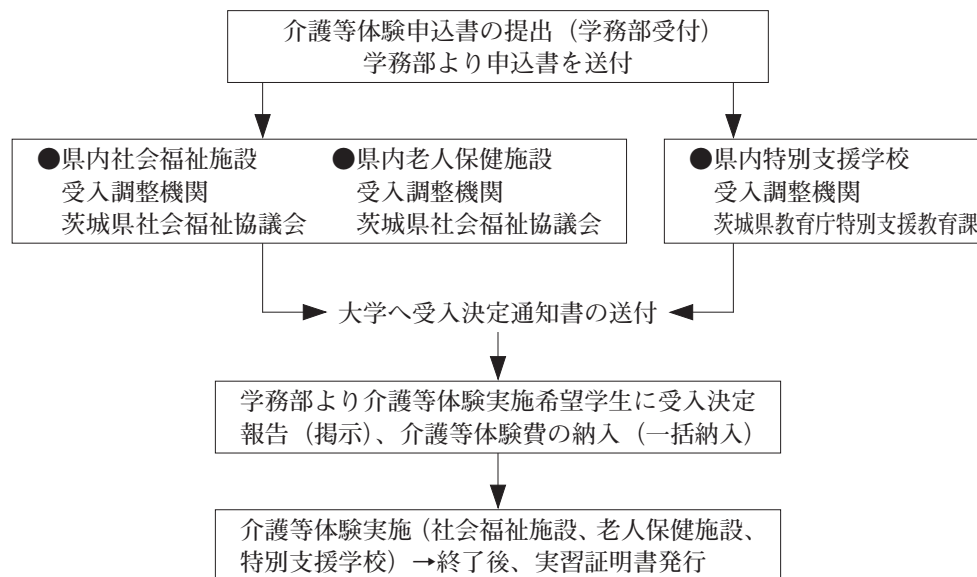 介護等体験申込書の提出（学務部受付）
学務部より申込書を送付
●県内社会福祉施設
受入調整機関
茨城県社会福祉協議会
●県内老人保健施設
受入調整機関
茨城県社会福祉協議会
●県内特別支援学校
受入調整機関
茨城県教育庁特別支援教育課
大学へ受入決定通知書の送付
学務部より介護等体験実施希望学生に受入決定
報告（掲示）、介護等体験費の納入（一括納入）
介護等体験実施（社会福祉施設、老人保健施設、
特別支援学校）→終了後、実習証明書発行